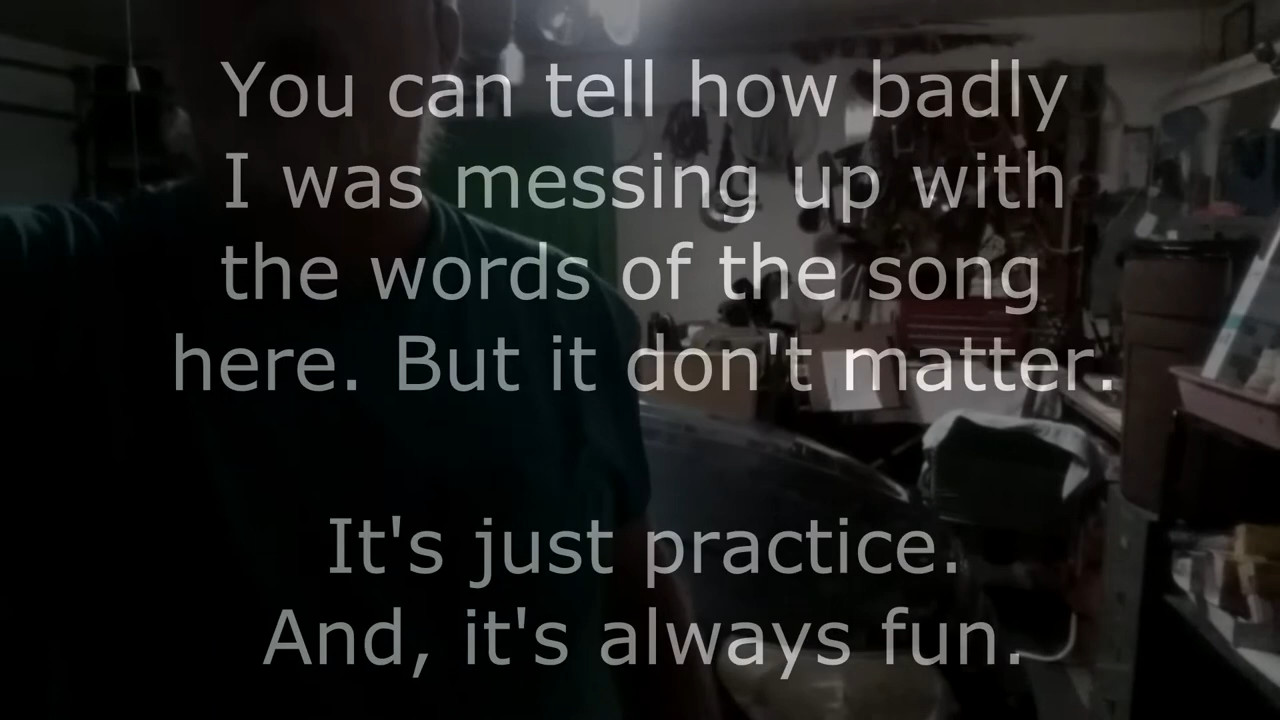 You can tell how badly
I was messing up with
the words of the song
here. But it don't matter.
It's just practice.
And, it's always fun.